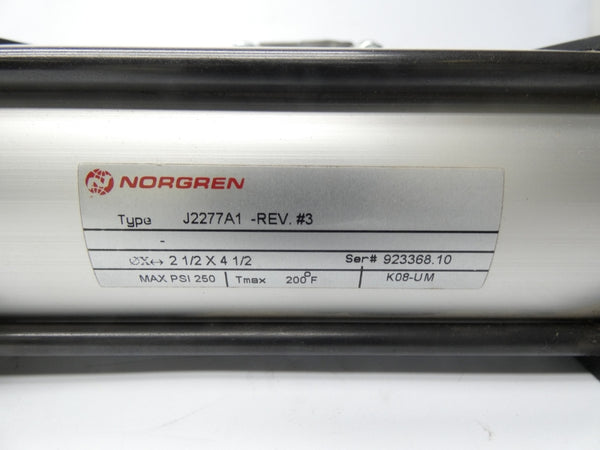 NORGREN
Type J2277A1 -REV. #3
-
ØX↔ 2 1/2 X 4 1/2 Ser# 923368.10
MAX PSI 250 Tmax 200°F K08-UM